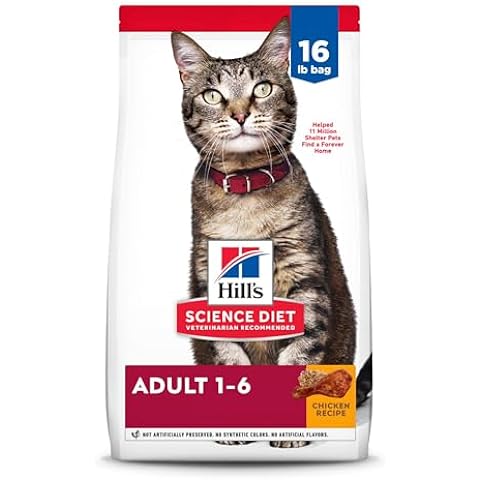 16
lb bag
Helped
11 Million
Shelter Pets
Find a Forever
Home
Hill's
SCIENCE DIET
VETERINARIAN RECOMMENDED
ADULT 1-6
CHICKEN
RECIPE
NOT ARTIFICIALLY PRESERVED. NO SYNTHETIC COLORS. NO ARTIFICIAL FLAVORS.